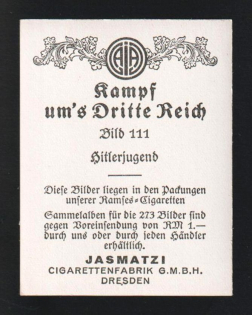 AJA
Kampf
um's Dritte Reich
Bild 111
Hitlerjugend
Diese Bilder liegen in den Packungen
unserer Ramses-Cigaretten
Sammelalben für die 273 Bilder sind
gegen Voreinsendung von RM 1.—
durch uns oder durch jeden Händler
erhältlich.
JASMATZI
CIGARETTENFABRIK G.M.B.H.
DRESDEN